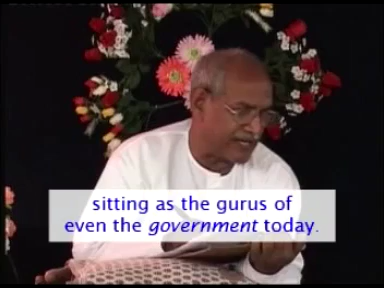 sitting as the gurus of
even the government today.